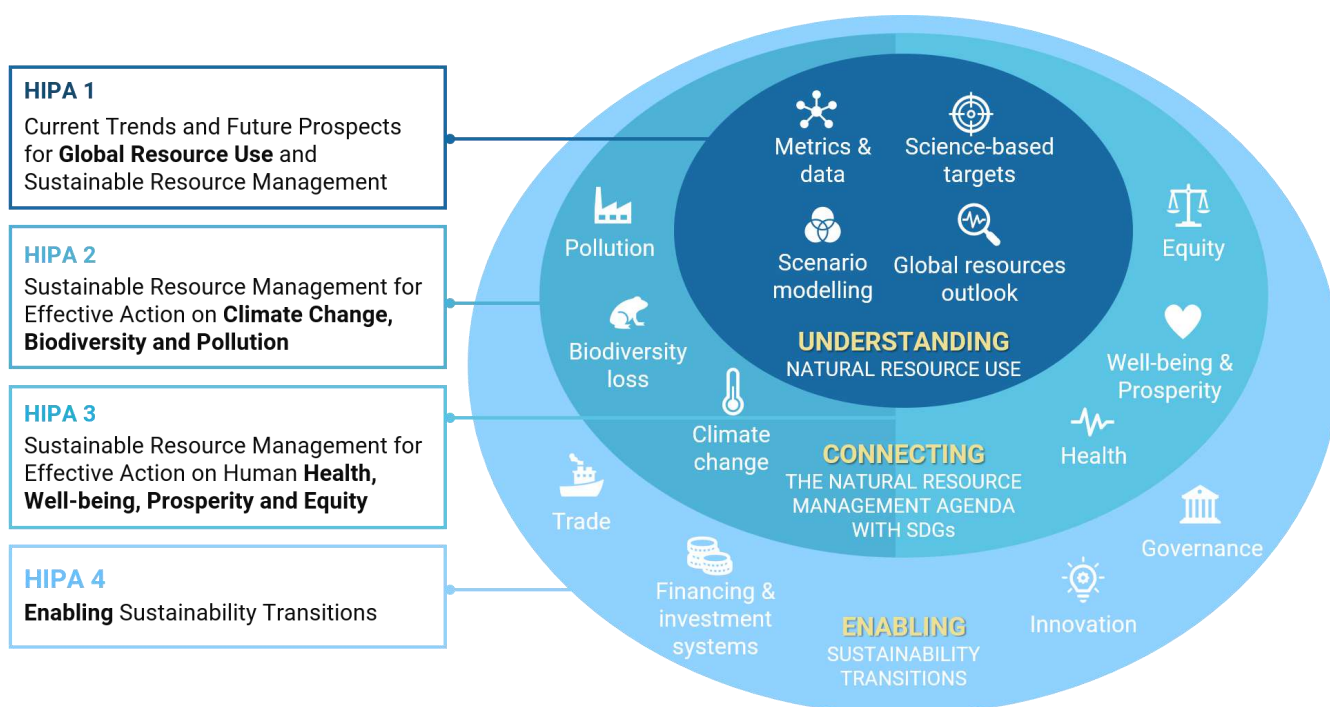 HIPA 1
Current Trends and Future Prospects
for Global Resource Use and
Sustainable Resource Management
HIPA 2
Sustainable Resource Management for
Effective Action on Climate Change,
Biodiversity and Pollution
HIPA 3
Sustainable Resource Management for
Effective Action on Human Health,
Well-being, Prosperity and Equity
HIPA 4
Enabling Sustainability Transitions
Metrics &
data
Science-based
targets
Scenario
modelling
Global resources
outlook
UNDERSTANDING
NATURAL RESOURCE USE
Pollution
Biodiversity
loss
Climate
change
Equity
Well-being &
Prosperity
Health
CONNECTING
THE NATURAL RESOURCE
MANAGEMENT AGENDA
WITH SDGs
Trade
Financing &
investment
systems
Governance
Innovation
ENABLING
SUSTAINABILITY
TRANSITIONS